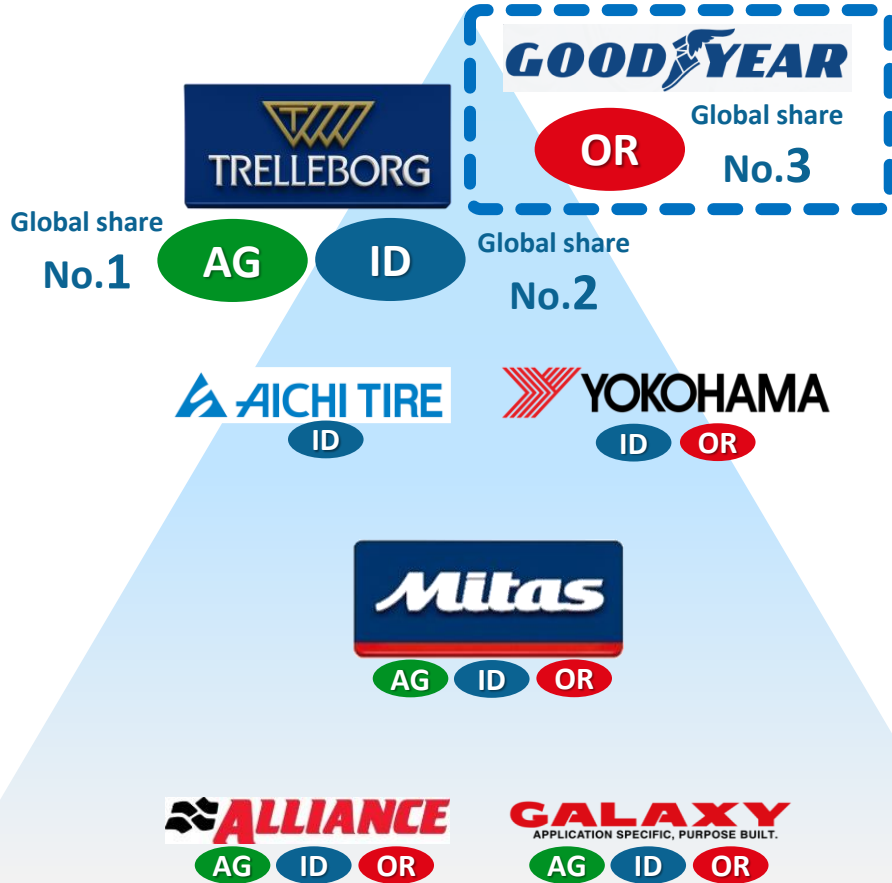 GOODYEAR
Global share
No.3
OR
TRELLEBORG
Global share
No.1
AG
ID
Global share
No.2
AICHI TIRE
ID
YOKOHAMA
ID
OR
Mitas
AG
ID
OR
ALLIANCE
AG
ID
OR
GALAXY
APPLICATION SPECIFIC, PURPOSE BUILT.
AG
ID
OR